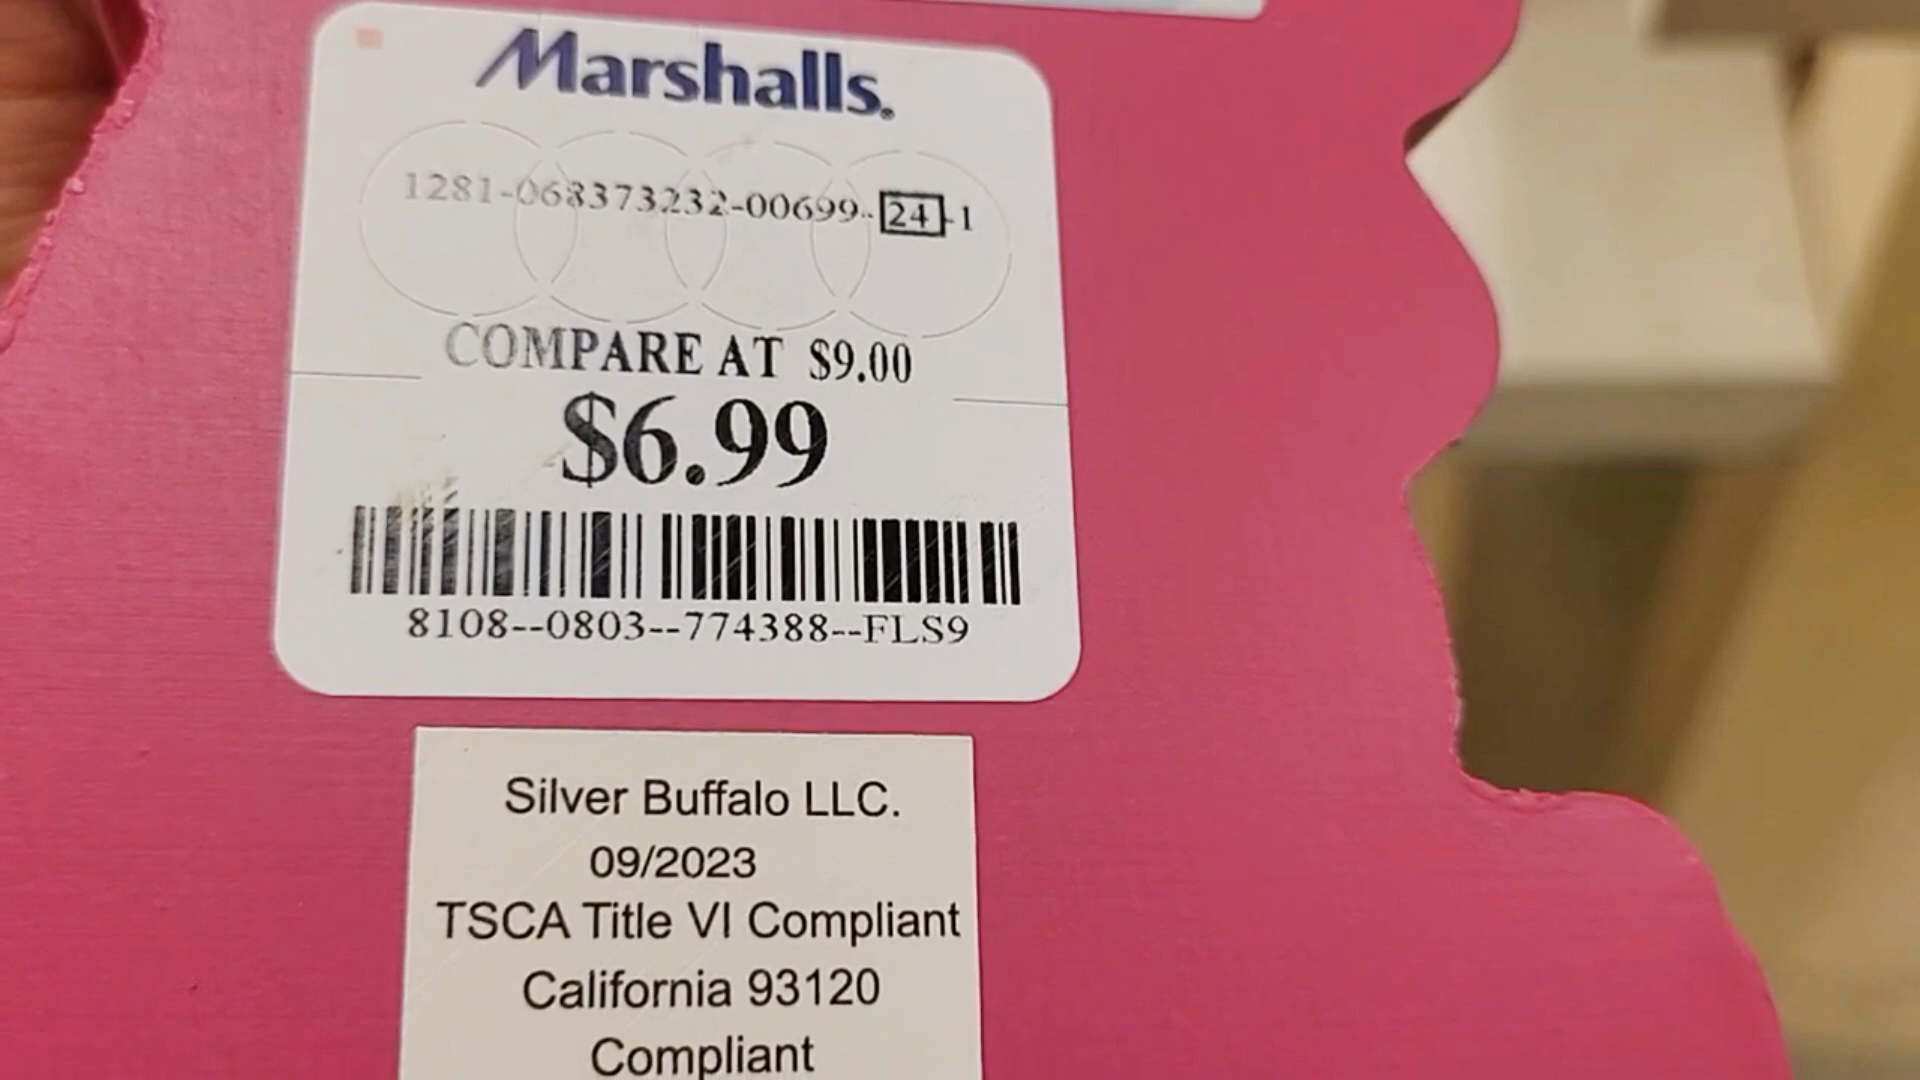 Marshalls.
1281-068373232-00699-24-1
COMPARE AT $9.00
$6.99
8108--0803--774388--FLS9
Silver Buffalo LLC.
09/2023
TSCA Title VI Compliant
California 93120
Compliant